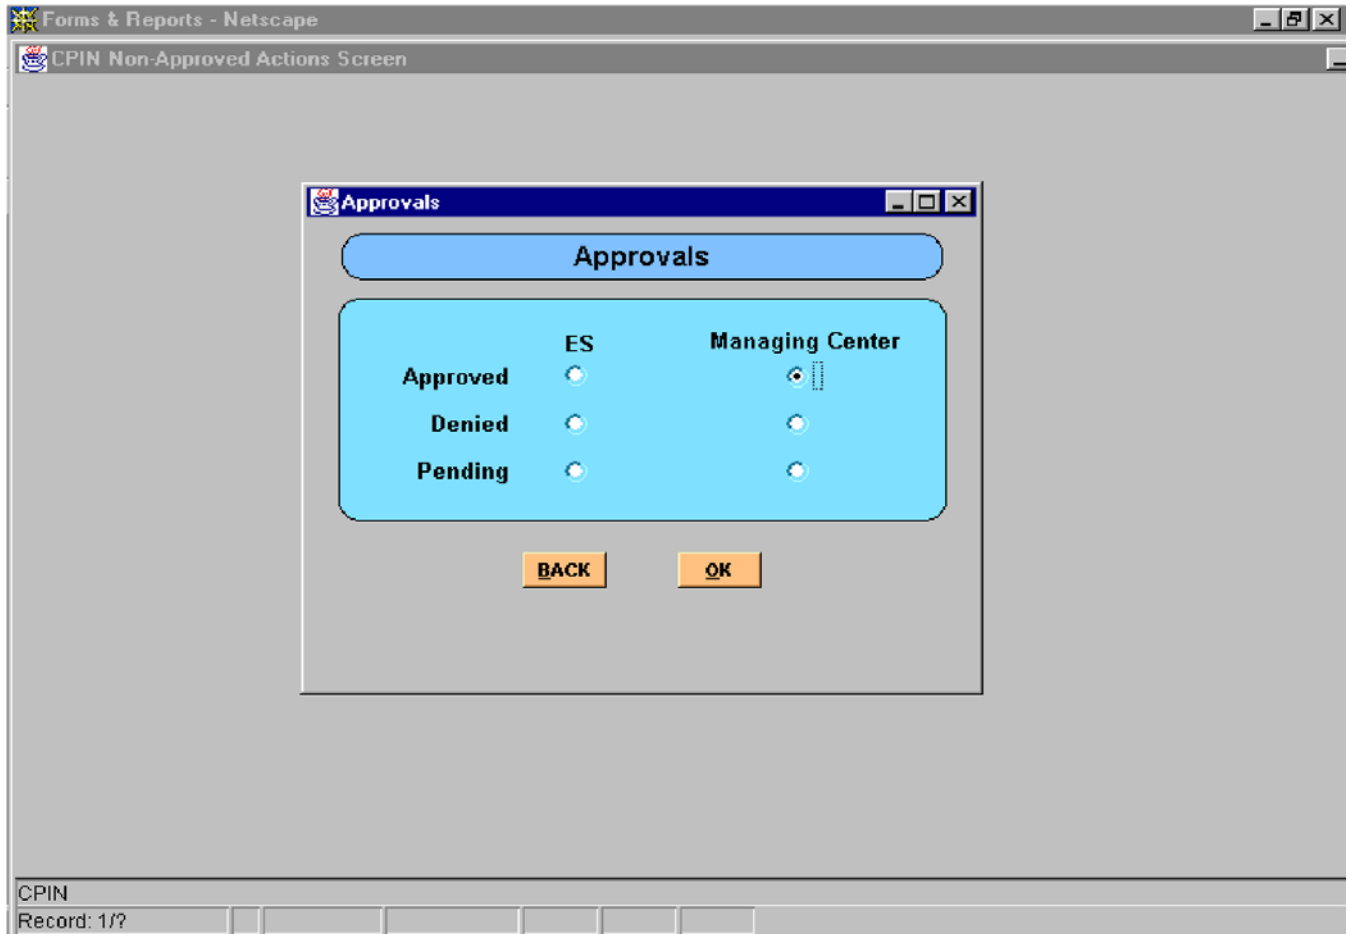 Forms & Reports - Netscape
CPIN Non-Approved Actions Screen
Approvals
Approvals
ES Managing Center
Approved
Denied
Pending
BACK OK
CPIN
Record: 1/?